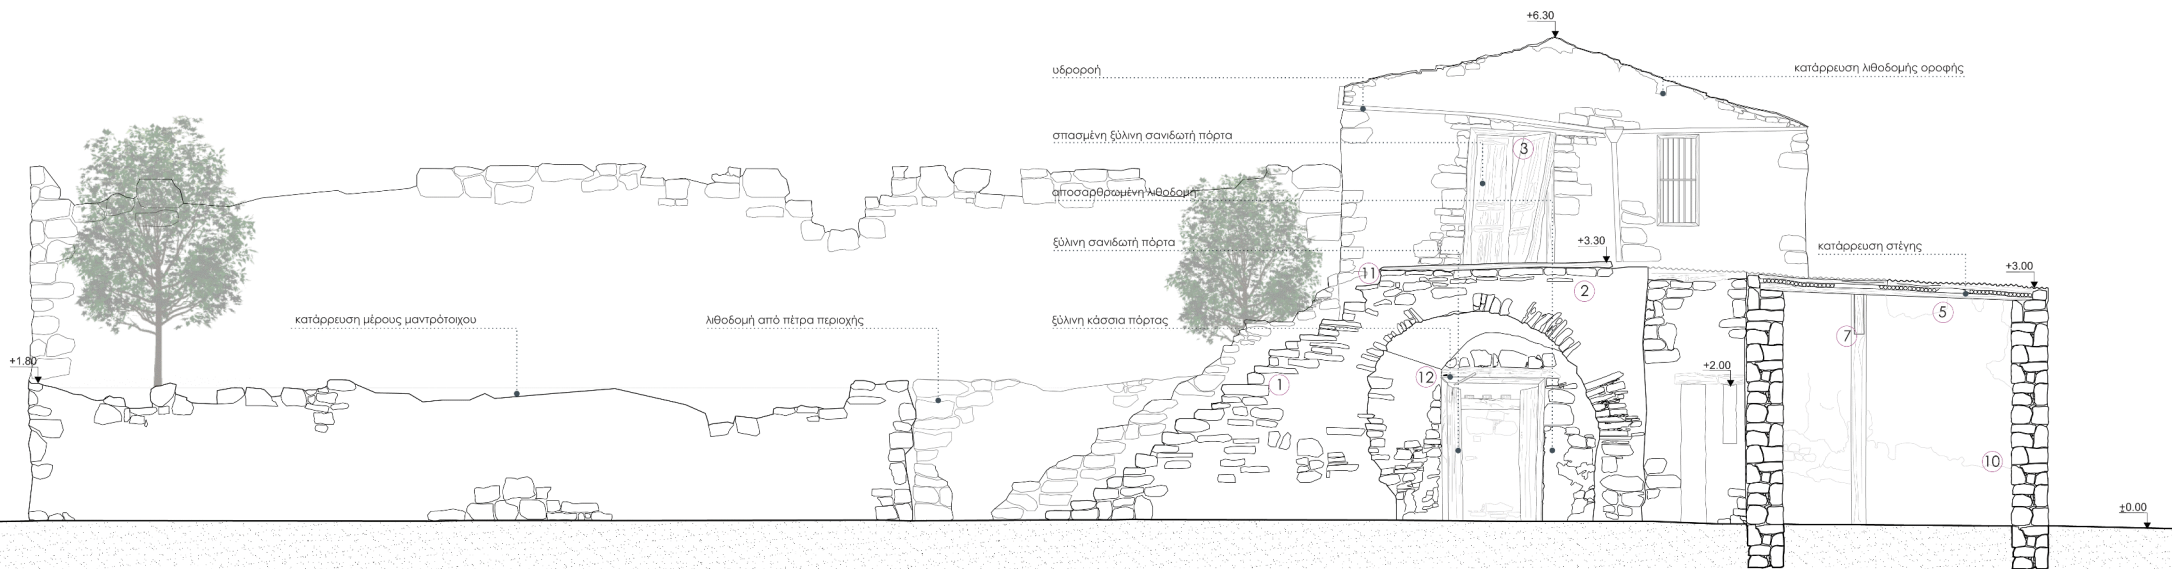 +6.30
υδροροή
κατάρρευση λιθοδομής οροφής
σπασμένη ξύλινη σανιδωτή πόρτα
3
αποσαρθρωμένη λιθοδομή
ξύλινη σανιδωτή πόρτα
+3.30
κατάρρευση στέγης
11
+3.00
2
5
κατάρρευση μέρους μαντρότοιχου
λιθοδομή από πέτρα περιοχής
ξύλινη κάσσια πόρτας
7
+1.80
+2.00
12
1
10
±0.00